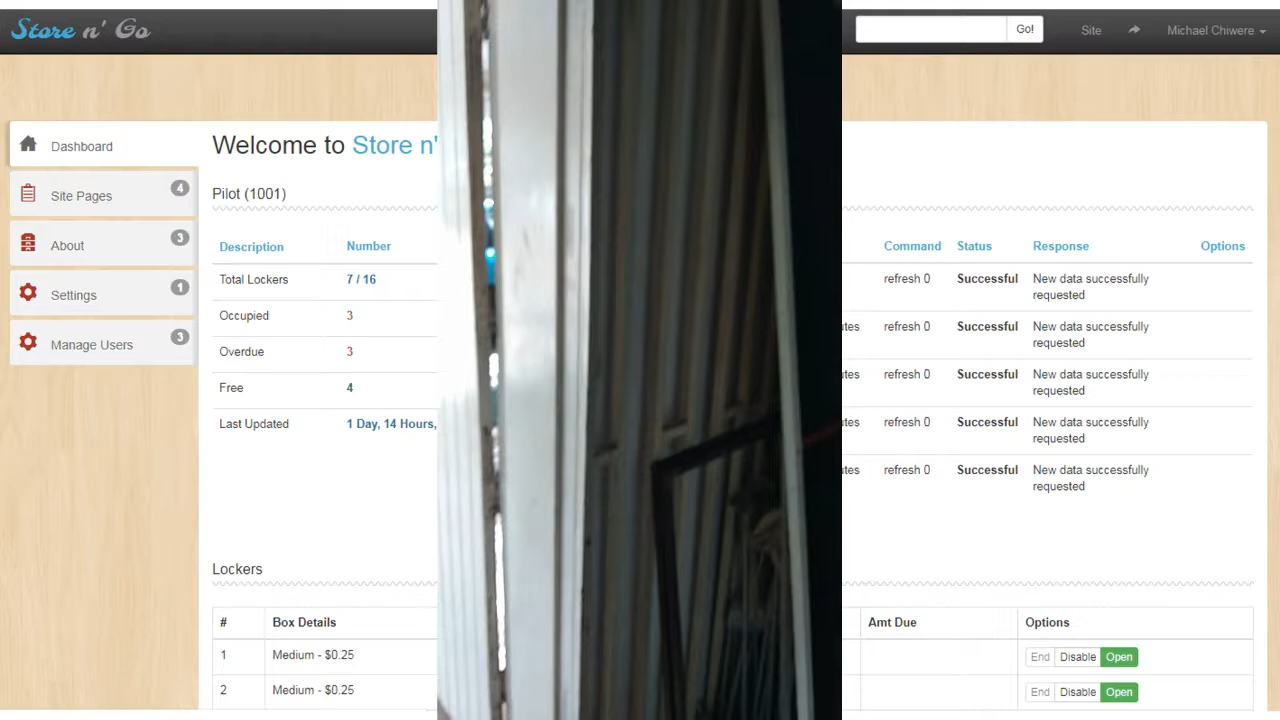 Store n' Go
Go!
Site
Michael Chiwere
Dashboard
Site Pages
4
About
3
Settings
1
Manage Users
3
Welcome to Store n'
Pilot (1001)
Description Number
Total Lockers 7 / 16
Occupied 3
Overdue 3
Free 4
Last Updated 1 Day, 14 Hours,
Command Status Response Options
refresh 0 Successful New data successfully
requested
utes refresh 0 Successful New data successfully
requested
utes refresh 0 Successful New data successfully
requested
utes refresh 0 Successful New data successfully
requested
utes refresh 0 Successful New data successfully
requested
Lockers
# Box Details Amt Due Options
1 Medium - $0.25 End Disable Open
2 Medium - $0.25 End Disable Open